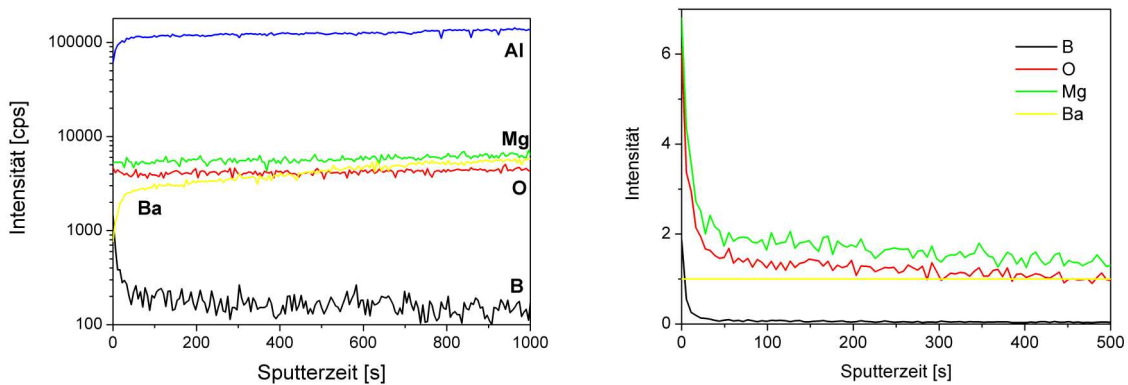 Intensität [cps]
100000
10000
1000
100
Al
Mg
O
Ba
B
0 200 400 600 800 1000
Sputterzeit [s]
Intensität
6
4
2
0
B
O
Mg
Ba
0 100 200 300 400 500
Sputterzeit [s]